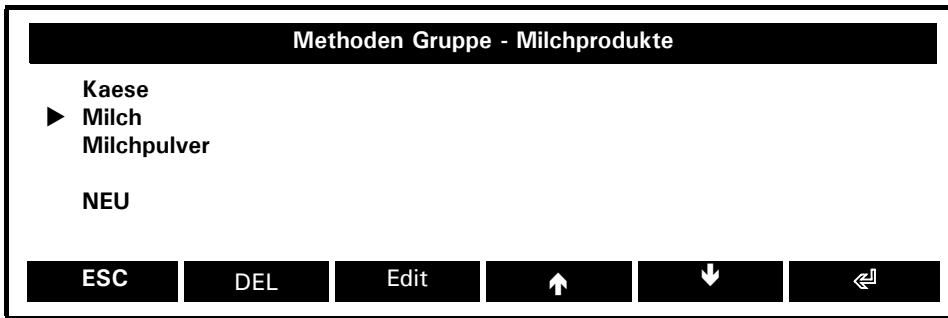 Methoden Gruppe - Milchprodukte
Kaese
▶ Milch
Milchpulver
NEU
ESC DEL Edit ↑ ↓ ↵